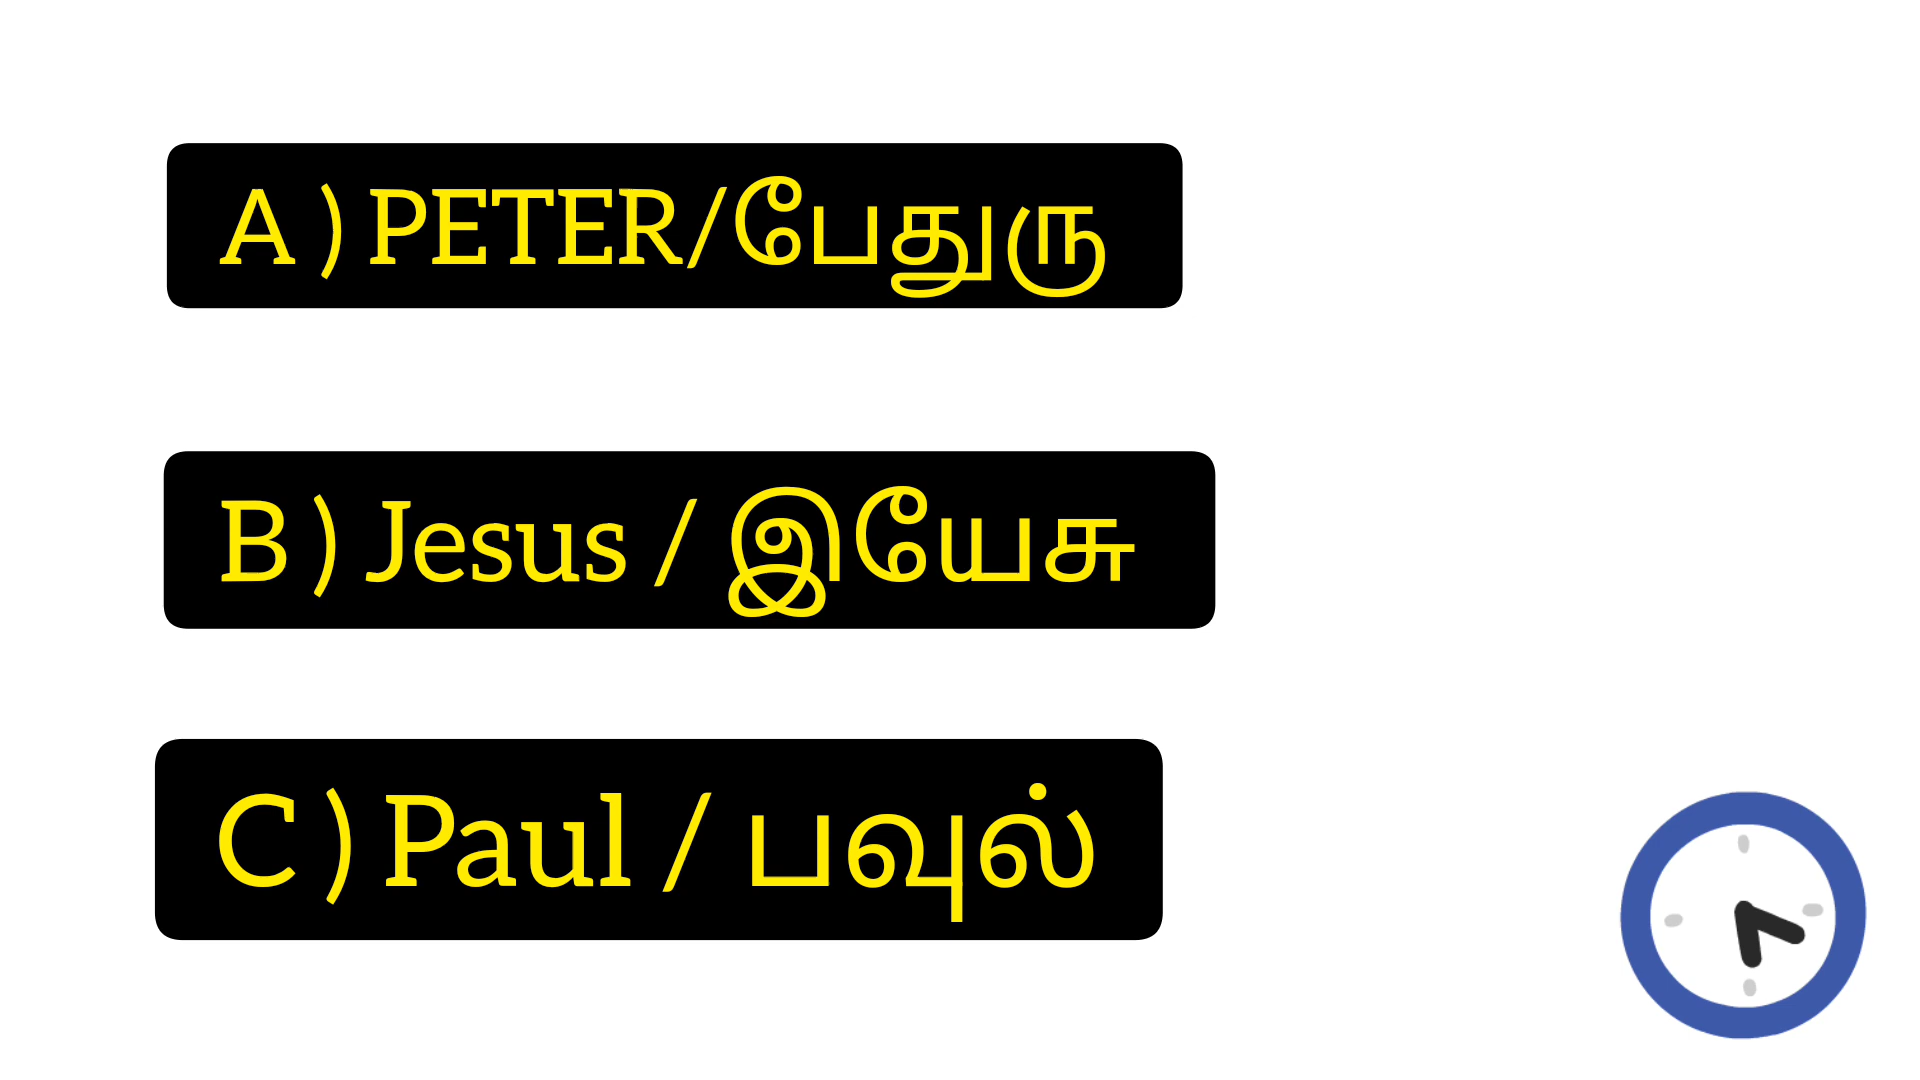 A ) PETER/பேதுரு
B ) Jesus / இயேசு
C ) Paul / பவுல்